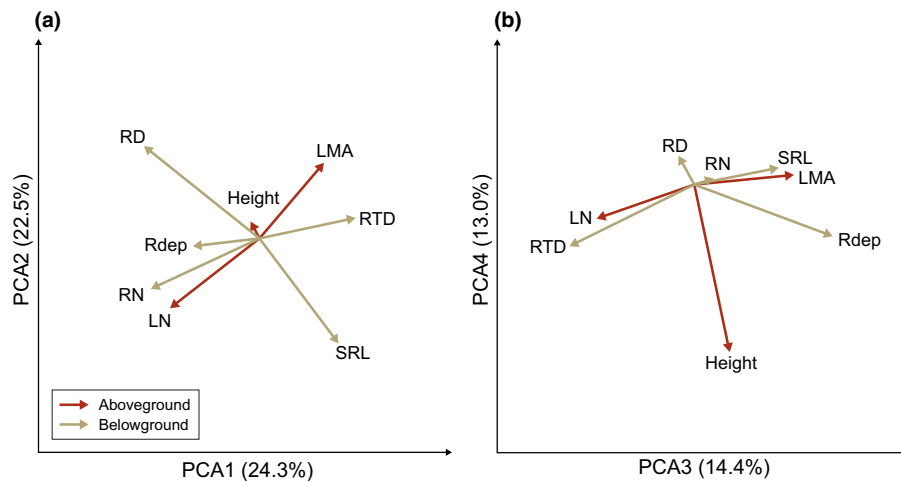 (a)
RD
LMA
Height
RTD
Rdep
RN
LN
SRL
Aboveground
Belowground
PCA2 (22.5%)
PCA1 (24.3%)
(b)
RD
RN
SRL
LMA
LN
RTD
Rdep
Height
PCA4 (13.0%)
PCA3 (14.4%)